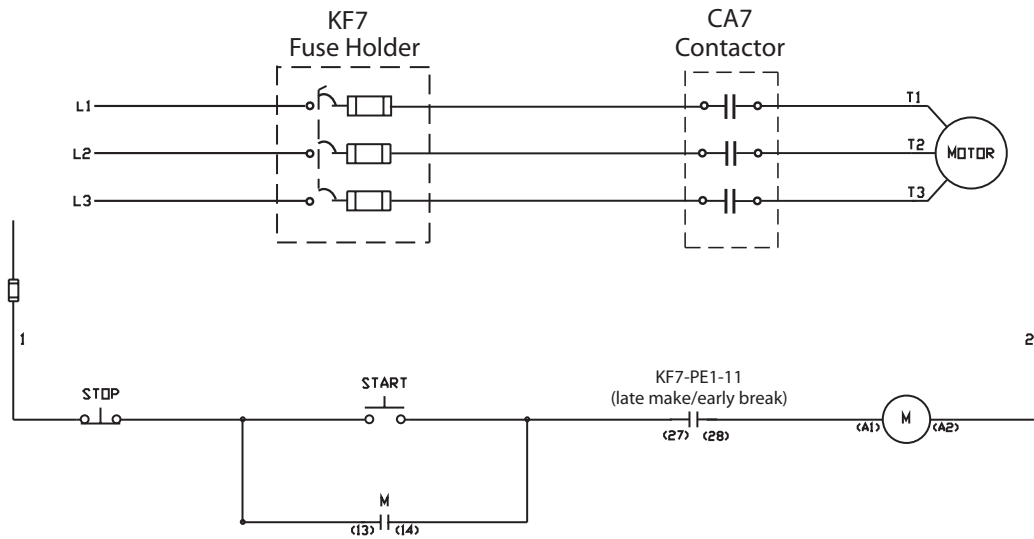 KF7
Fuse Holder
CA7
Contactor
L1
T1
L2
T2
MOTOR
L3
T3
1
2
STOP
START
KF7-PE1-11
(late make/early break)
(27) (28)
(A1) M (A2)
M
(13) (14)